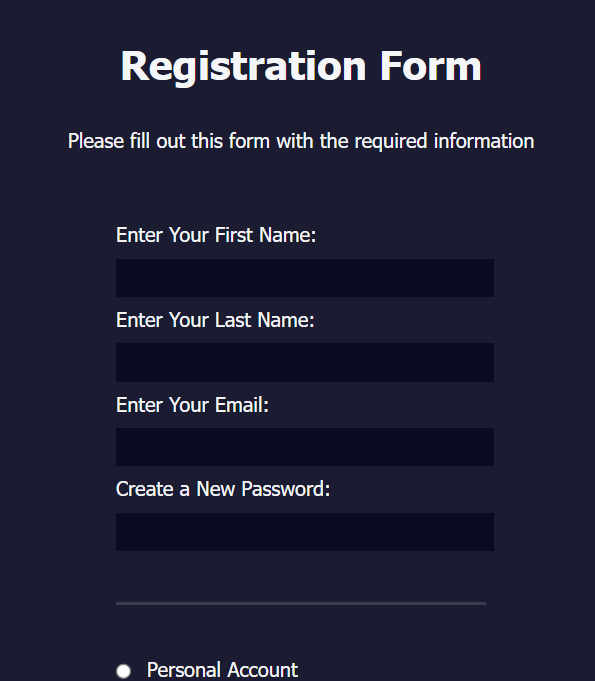 Registration Form
Please fill out this form with the required information
Enter Your First Name:
Enter Your Last Name:
Enter Your Email:
Create a New Password:
Personal Account